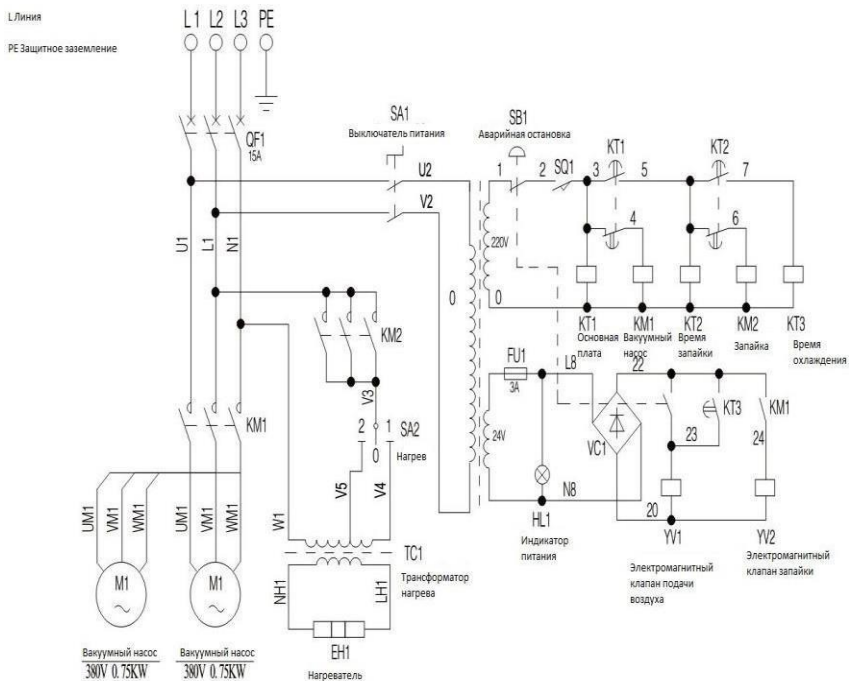 L Линия
L1 L2 L3 PE
PE Защитное заземление
QF1
15A
SA1
Выключатель питания
SB1
Аварийная остановка
U2
V2
1
2
SQ1
3
KT1
5
KT2
7
4
6
U1
L1
N1
0
220V
0
KT1
Основная
плата
KM1
Вакуумный
насос
KT2
Время
запайки
KM2
Запайка
KT3
Время
охлаждения
KM2
V3
2
1
SA2
0
Нагрев
FU1
3A
L8
22
24V
VC1
KT3
KM1
23
24
N8
20
HL1
Индикатор
питания
YV1
Электромагнитный
клапан подачи
воздуха
YV2
Электромагнитный
клапан запайки
KM1
V5
V4
W1
UM1
VM1
WM1
UM1
VM1
WM1
TC1
Трансформатор
нагрева
NH1
LH1
M1
~
M1
~
EH1
Нагреватель
Вакуумный насос
380V 0.75KW
Вакуумный насос
380V 0.75KW